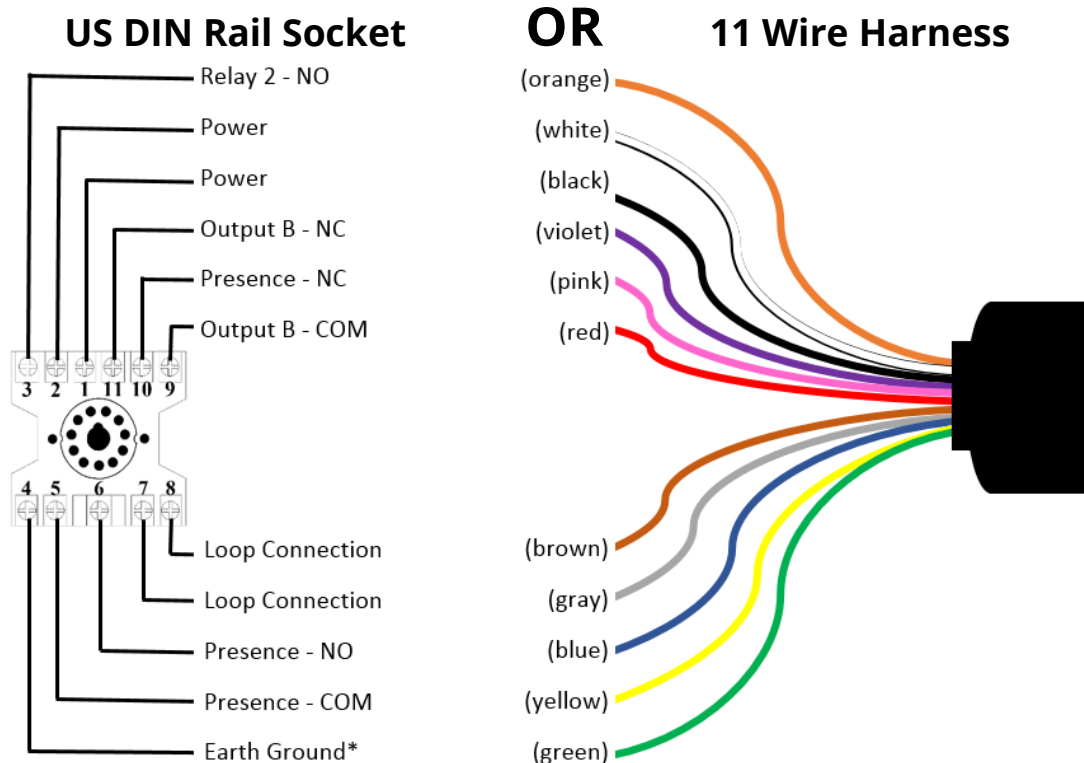 US DIN Rail Socket OR 11 Wire Harness
Relay 2 - NO (orange)
Power (white)
Power (black)
Output B - NC (violet)
Presence - NC (pink)
Output B - COM (red)
3 2 1 11 10 9
4 5 6 7 8
Loop Connection (brown)
Loop Connection (gray)
Presence - NO (blue)
Presence - COM (yellow)
Earth Ground* (green)